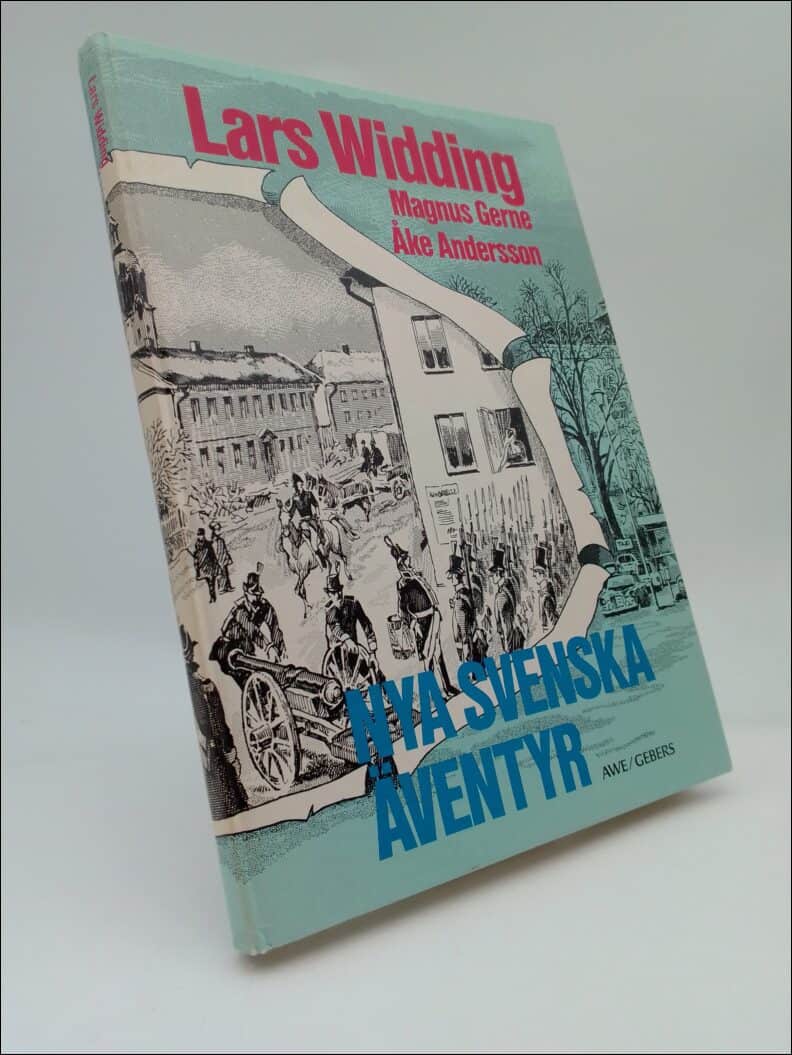 Lars Widding
Lars Widding
Magnus Gerne
Åke Andersson
NYA SVENSKA
ÄVENTYR
AWE/GEBERS